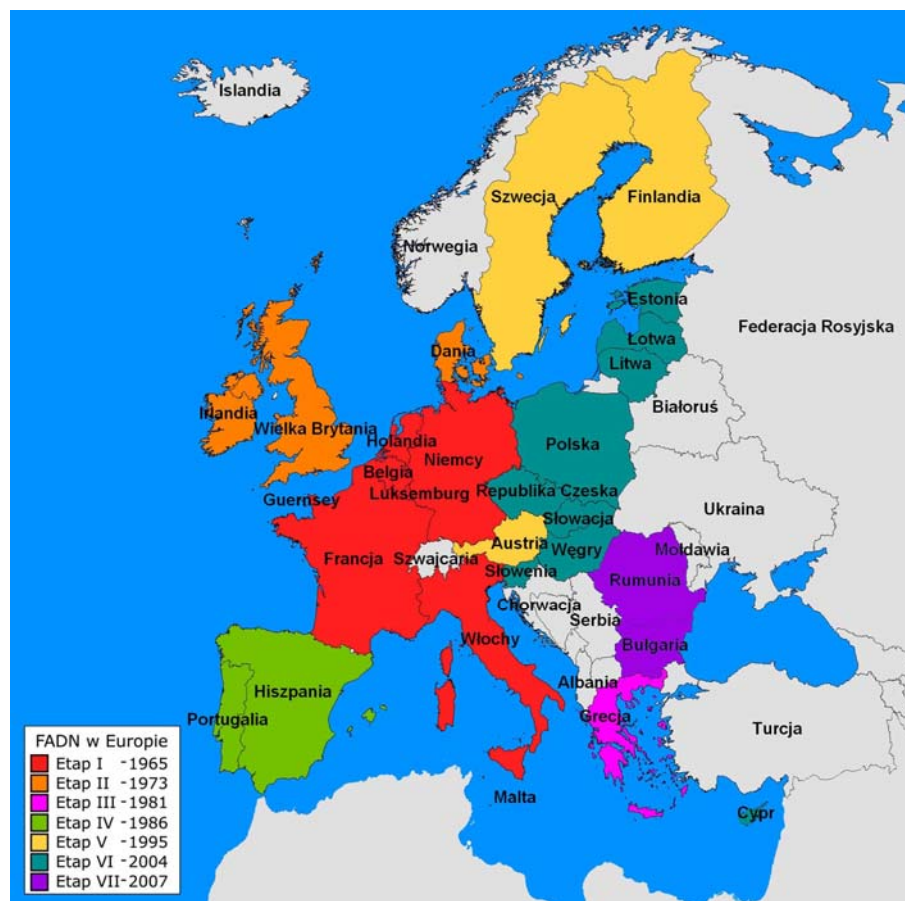 Islandia
Szwecja
Finlandia
Norwegia
Estonia
Federacja Rosyjska
Łotwa
Dania
Litwa
Białoruś
Irlandia
Wielka Brytania
Holandia
Polska
Niemcy
Belgia
Luksemburg
Republika Czeska
Guernsey
Ukraina
Słowacja
Austria
Węgry
Moldawia
Francja
Szwajcaria
Słowenia
Rumunia
Chorwacja
Serbia
Włochy
Bułgaria
Albania
Hiszpania
Portugalia
Grecja
Turcja
Malta
Cypr
FADN w Europie
Etap I -1965
Etap II -1973
Etap III -1981
Etap IV -1986
Etap V -1995
Etap VI -2004
Etap VII-2007